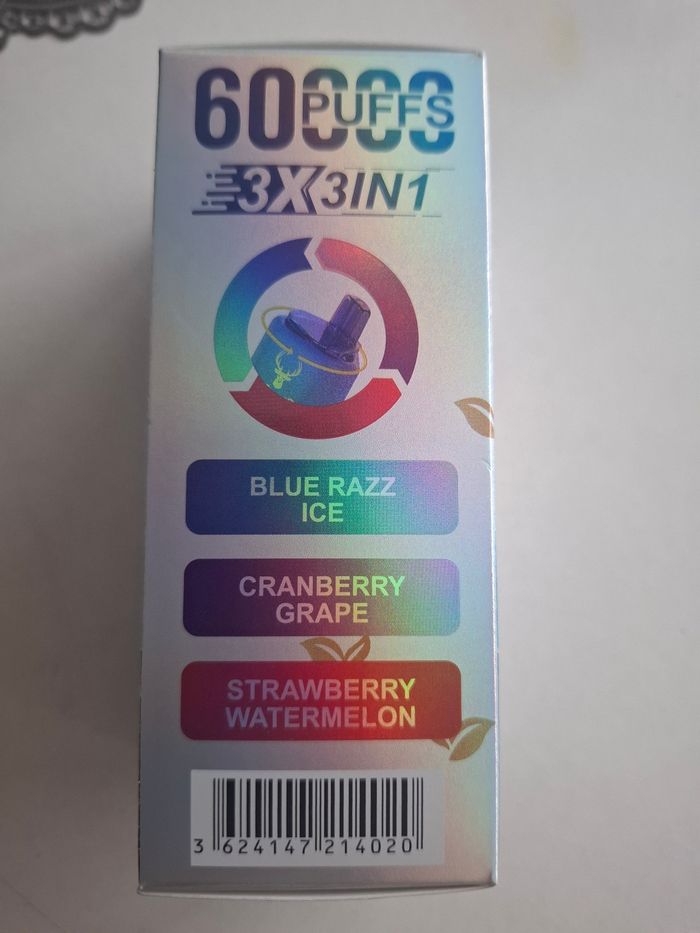 60000
PUFFS
3X3IN1
BLUE RAZZ
ICE
CRANBERRY
GRAPE
STRAWBERRY
WATERMELON
3 624147 214020